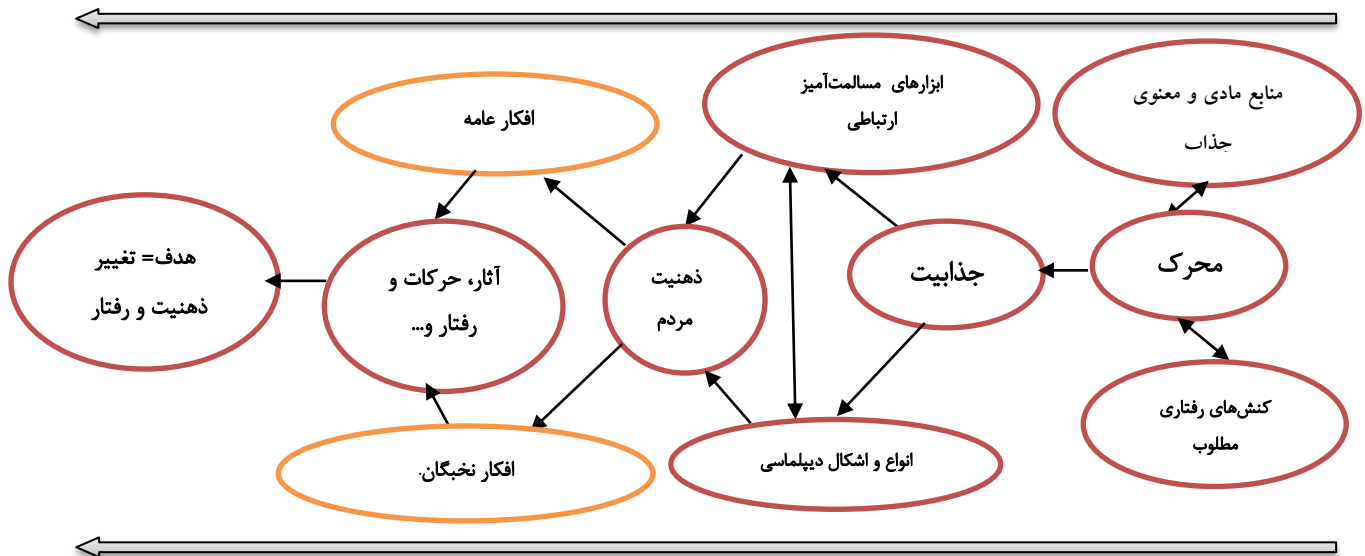 منابع مادی و معنوی
جذاب
محرک
کنش‌های رفتاری
مطلوب
جذابیت
ابزارهای مسالمت‌آمیز
ارتباطی
انواع و اشکال دیپلماسی
ذهنیت
مردم
افکار عامه
افکار نخبگان.
آثار، حرکات و
رفتار و...
هدف= تغییر
ذهنیت و رفتار